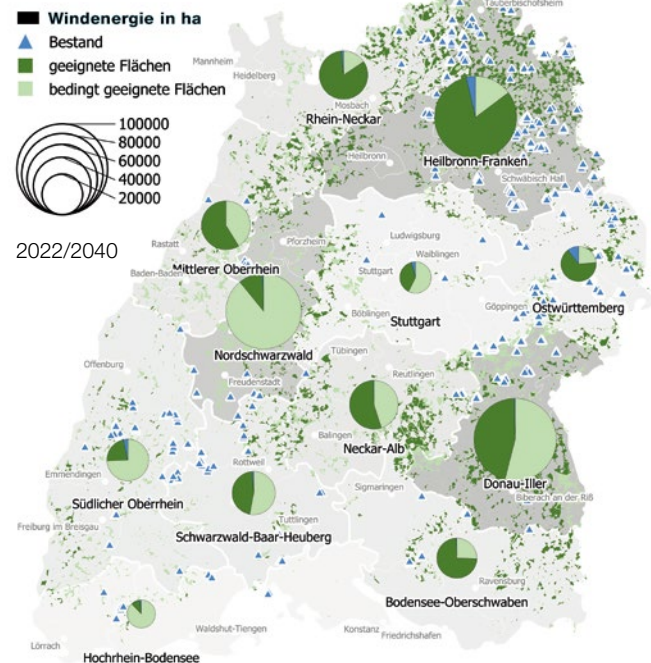 Windenergie in ha
Bestand
geeignete Flächen
bedingt geeignete Flächen
100000
80000
60000
40000
20000
2022/2040
Tauberbischofsheim
Mannheim
Heidelberg
Mosbach
Rhein-Neckar
Heilbronn
Heilbronn-Franken
Schwäbisch Hall
Rastatt
Pforzheim
Ludwigsburg
Waiblingen
Baden-Baden
Mittlerer Oberrhein
Stuttgart
Göppingen
Ostwürttemberg
Böblingen
Stuttgart
Nordschwarzwald
Tübingen
Offenburg
Freudenstadt
Reutlingen
Balingen
Neckar-Alb
Rottweil
Emmendingen
Sigmaringen
Donau-Iller
Biberach an der Riß
Südlicher Oberrhein
Freiburg im Breisgau
Tuttlingen
Schwarzwald-Baar-Heuberg
Ravensburg
Bodensee-Oberschwaben
Waldshut-Tiengen
Konstanz
Friedrichshafen
Lörrach
Hochrhein-Bodensee